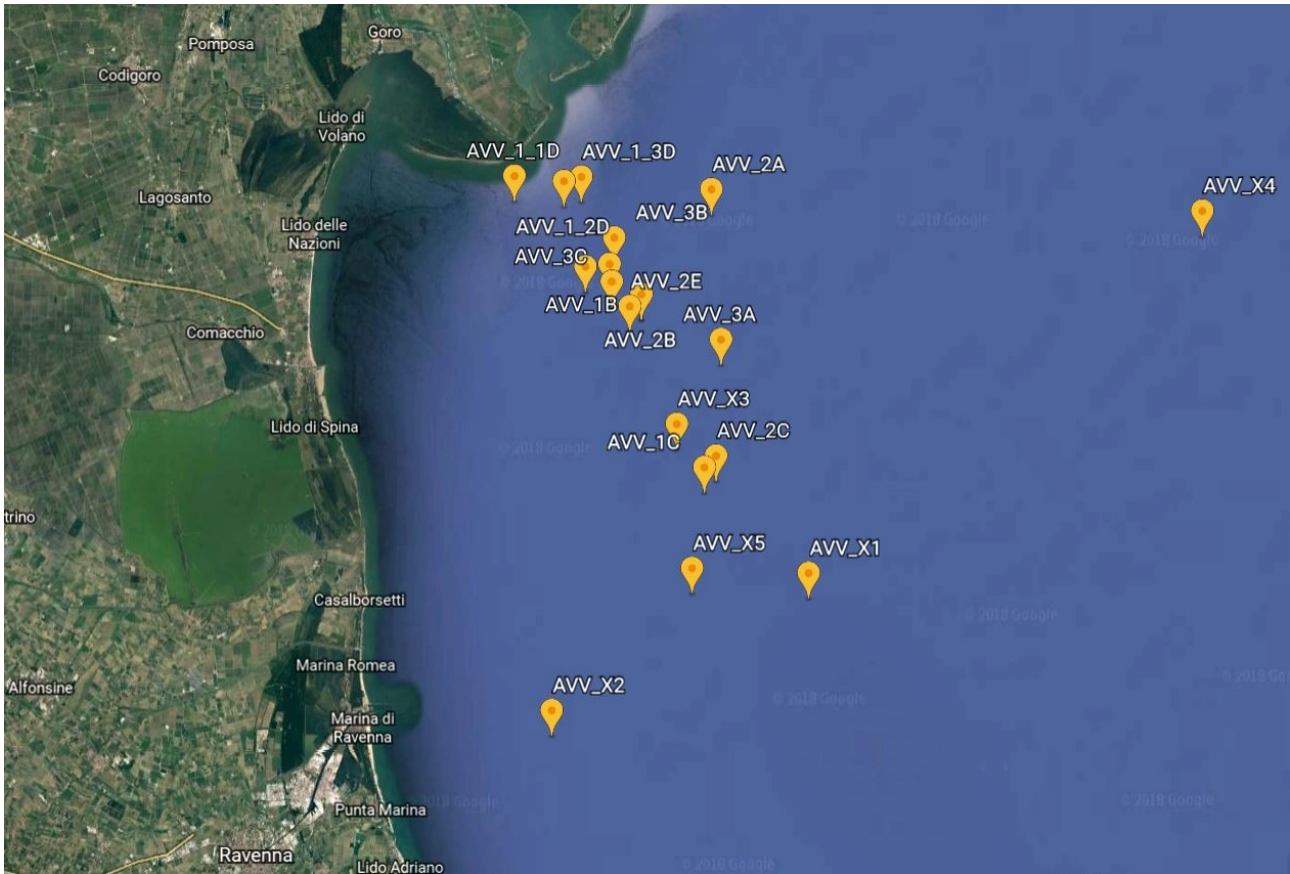 Goro
Pomposa
Codigoro
Lido di
Volano
AVV_1_1D
AVV_1_3D
AVV_2A
AVV_X4
Lagosanto
AVV_3B
© 2018 Google
© 2018 Google
Lido delle
Nazioni
AVV_1_2D
© 2018 Google
AVV_3C
AVV_2E
AVV_1B
AVV_3A
Comacchio
AVV_2B
AVV_X3
Lido di Spina
AVV_2C
AVV_1C
© 2018 Google
trino
AVV_X5
AVV_X1
Casalborsetti
© 2018 Google
Marina Romea
Alfonsine
AVV_X2
© 2018 Google
Marina di
Ravenna
Punta Marina
© 2018 Google
© 2018 Google
Ravenna
Lido Adriano
© 2018 Google